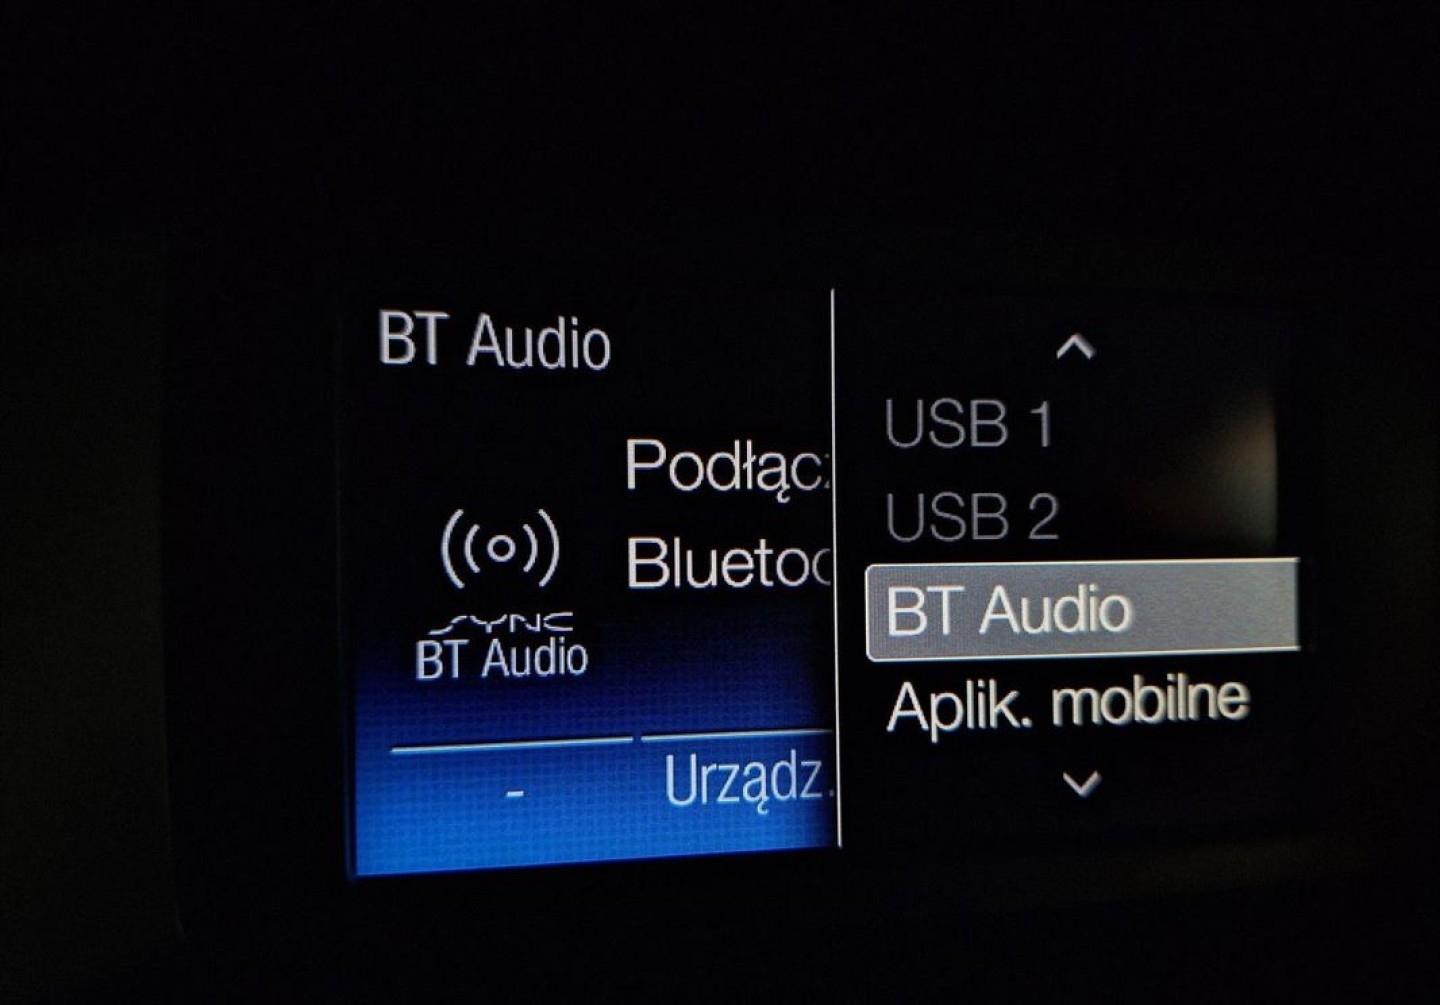 BT Audio
Podłącz
Bluetoo
SYNC
BT Audio
-
Urządz.
USB 1
USB 2
BT Audio
Aplik. mobilne